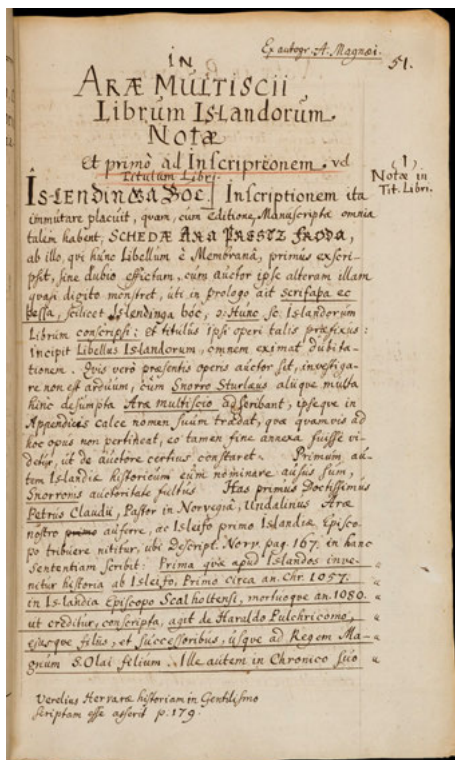 Ex autogr. A. Magnæi.
51.
IN
ARÆ MULTISCII
Librum Islandorum
Notæ
Et primò ad Inscriptionem. vel
Titulum Libri.
(1)
Notæ in
Tit. Libri.
ISLENDINGA BOC. Inscriptionem ita
immutare placuit, quam, cum editione, Manuscripta omnia
talem habent, SCHEDÆ ARA PRESTZ FRODA,
ab illo, qui hunc Libellum è Membranâ, primus exscri-
psit, sine dubio effictam, cum auctor ipse alteram illam
quasi digito monstret, uti in prologo ait scrifaþa ec
þessa, scilicet Islendinga bóc, ɔ: Hunc sc. Islandorum
Librum conscripsi: et titulus ipsi operi talis præfixus:
incipit Libellus Islandorum, omnem eximat dubita-
tionem. Quis verò præsentis operis auctor sit, investiga-
re non est arduum, cum Snorro Sturlæus aliique multa
hinc desumpta Aræ multiscio adscribant, ipseque in
Appendicis calce nomen suum tradat, quæ quamvis ad
hoc opus non pertineat, eo tamen fine annexa fuisse vi-
detur, ut de auctore certius constaret. Primum au-
tem Islandiæ historicum eum nominare ausus sum,
Snorronis auctoritate fultus Has primus Doctissimus
Petrus Claudii, Pastor in Norvegia, Undalinus Aræ
nostro primo auferre, ac Isleifo primo Islandiæ Episco-
po tribuere nititur, ubi Descript. Norv. pag. 167. in hanc
sententiam scribit: Prima quæ apud Islandos inve-
nitur historia ab Isleifo, Primo circa an. Chr. 1057.
in Islandia Episcopo Scalholtensi, mortuoque an. 1080.
ut creditur, conscripta, agit de Haraldo Pulchricomo,
ejusque filiis, et successoribus, usque ad Regem Ma-
gnum S. Olai filium. Ille autem in Chronico suo
Verelius Hervaræ historiam in Gentilismo
scriptam esse asserit p. 179.